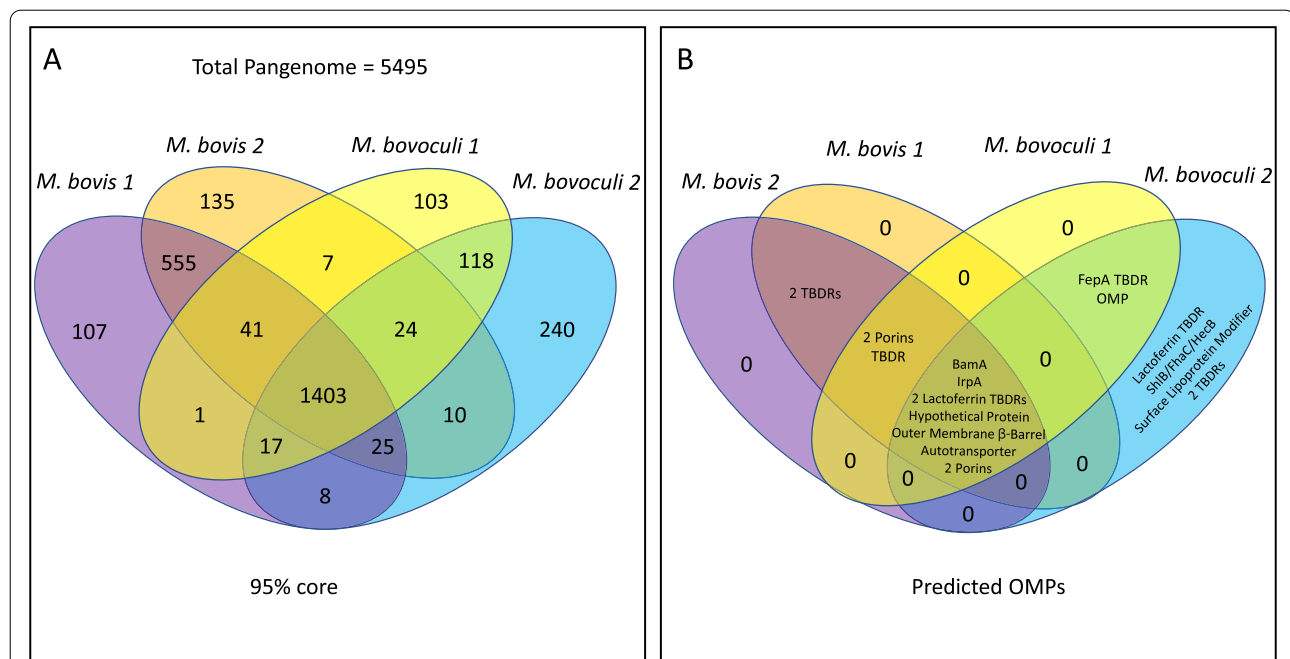 A
Total Pangenome = 5495
M. bovis 1
M. bovis 2
M. bovoculi 1
M. bovoculi 2
135
103
555
7
118
107
41
24
240
1403
1
17
25
10
8
95% core
B
M. bovis 2
M. bovis 1
M. bovoculi 1
M. bovoculi 2
0
0
2 TBDRs
0
FepA TBDR
OMP
0
2 Porins
TBDR
0
Lactoferrin TBDR
ShlB/FhaC/HecB
Surface Lipoprotein Modifier
2 TBDRs
BamA
IrpA
2 Lactoferrin TBDRs
Hypothetical Protein
Outer Membrane β-Barrel
Autotransporter
2 Porins
0
0
0
0
0
Predicted OMPs